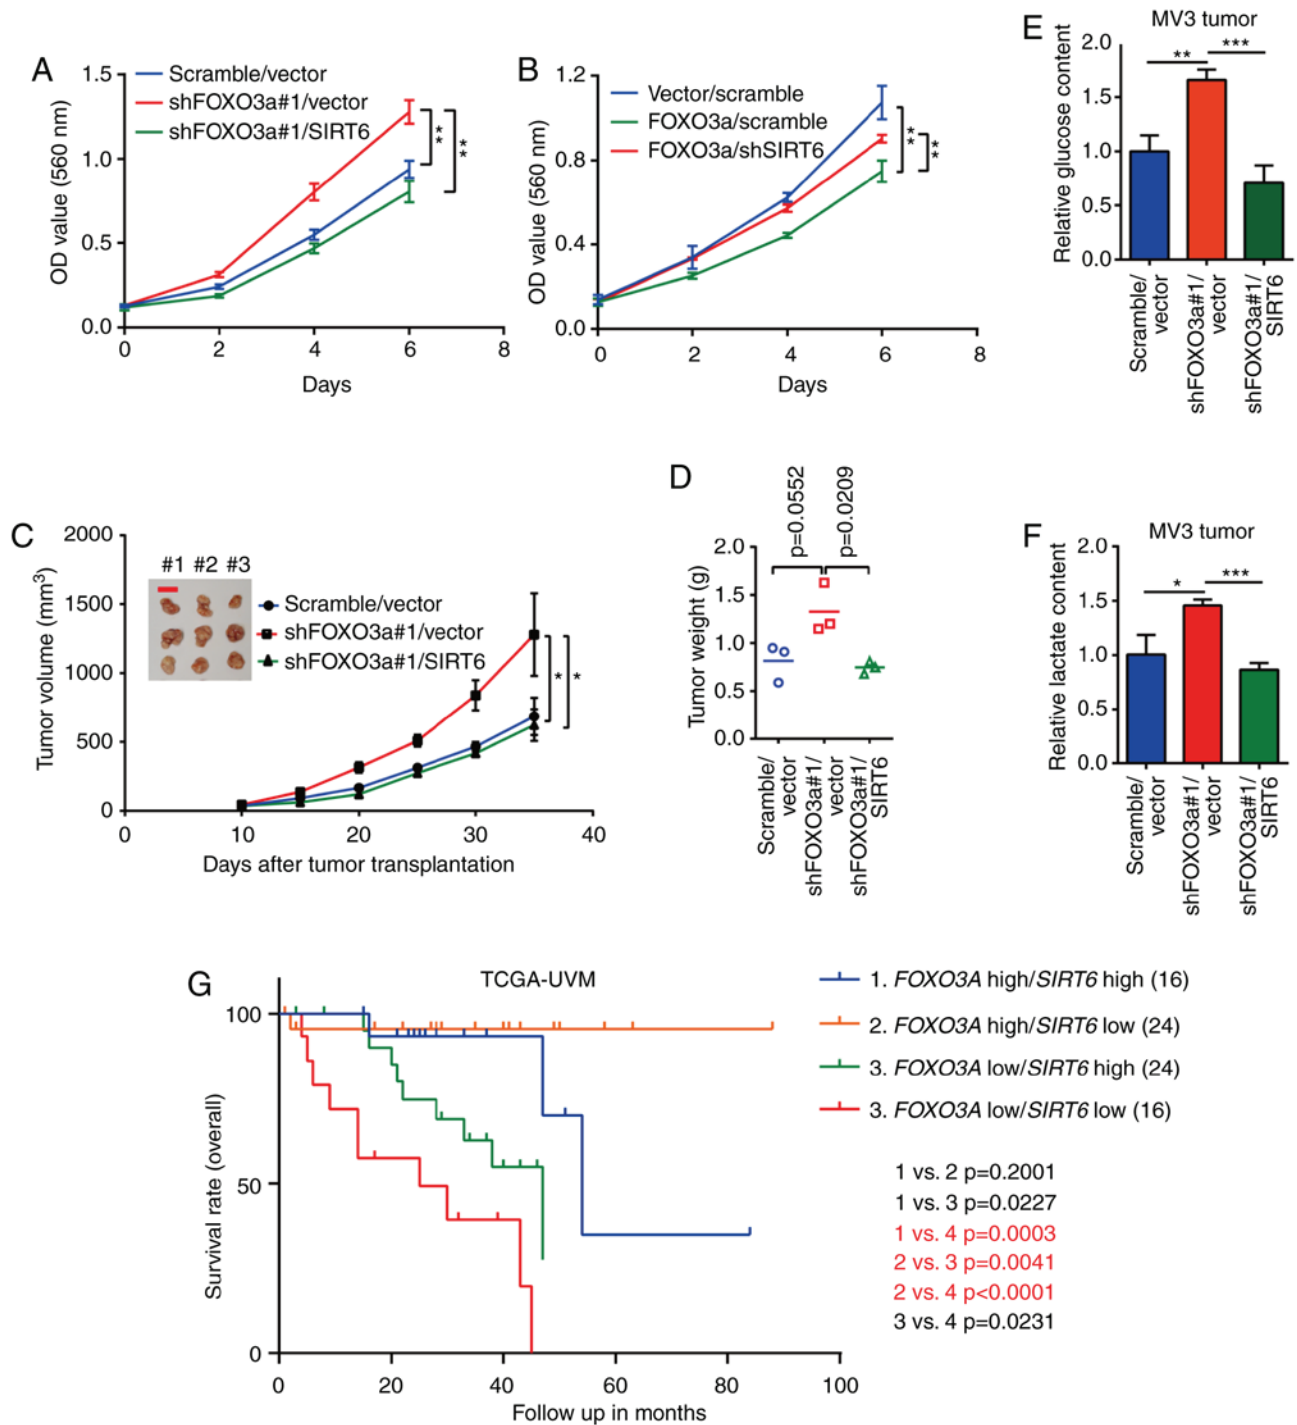 A
1.5
1.0
0.5
0.0
OD value (560 nm)
Scramble/vector
shFOXO3a#1/vector
shFOXO3a#1/SIRT6
**
**
0 2 4 6 8
Days
B
1.2
0.8
0.4
0.0
OD value (560 nm)
Vector/scramble
FOXO3a/scramble
FOXO3a/shSIRT6
**
**
0 2 4 6 8
Days
E
MV3 tumor
2.0
1.5
1.0
0.5
0.0
Relative glucose content
** ***
Scramble/
vector
shFOXO3a#1/
vector
shFOXO3a#1/
SIRT6
C
2000
1500
1000
500
0
Tumor volume (mm3)
#1 #2 #3
Scramble/vector
shFOXO3a#1/vector
shFOXO3a#1/SIRT6
* *
0 10 20 30 40
Days after tumor transplantation
D
p=0.0552
p=0.0209
2.0
1.5
1.0
0.5
0.0
Tumor weight (g)
Scramble/
vector
shFOXO3a#1/
vector
shFOXO3a#1/
SIRT6
F
MV3 tumor
2.0
1.5
1.0
0.5
0.0
Relative lactate content
* ***
Scramble/
vector
shFOXO3a#1/
vector
shFOXO3a#1/
SIRT6
G
TCGA-UVM
100
50
0
Survival rate (overall)
0 20 40 60 80 100
Follow up in months
1. FOXO3A high/SIRT6 high (16)
2. FOXO3A high/SIRT6 low (24)
3. FOXO3A low/SIRT6 high (24)
3. FOXO3A low/SIRT6 low (16)
1 vs. 2 p=0.2001
1 vs. 3 p=0.0227
1 vs. 4 p=0.0003
2 vs. 3 p=0.0041
2 vs. 4 p<0.0001
3 vs. 4 p=0.0231